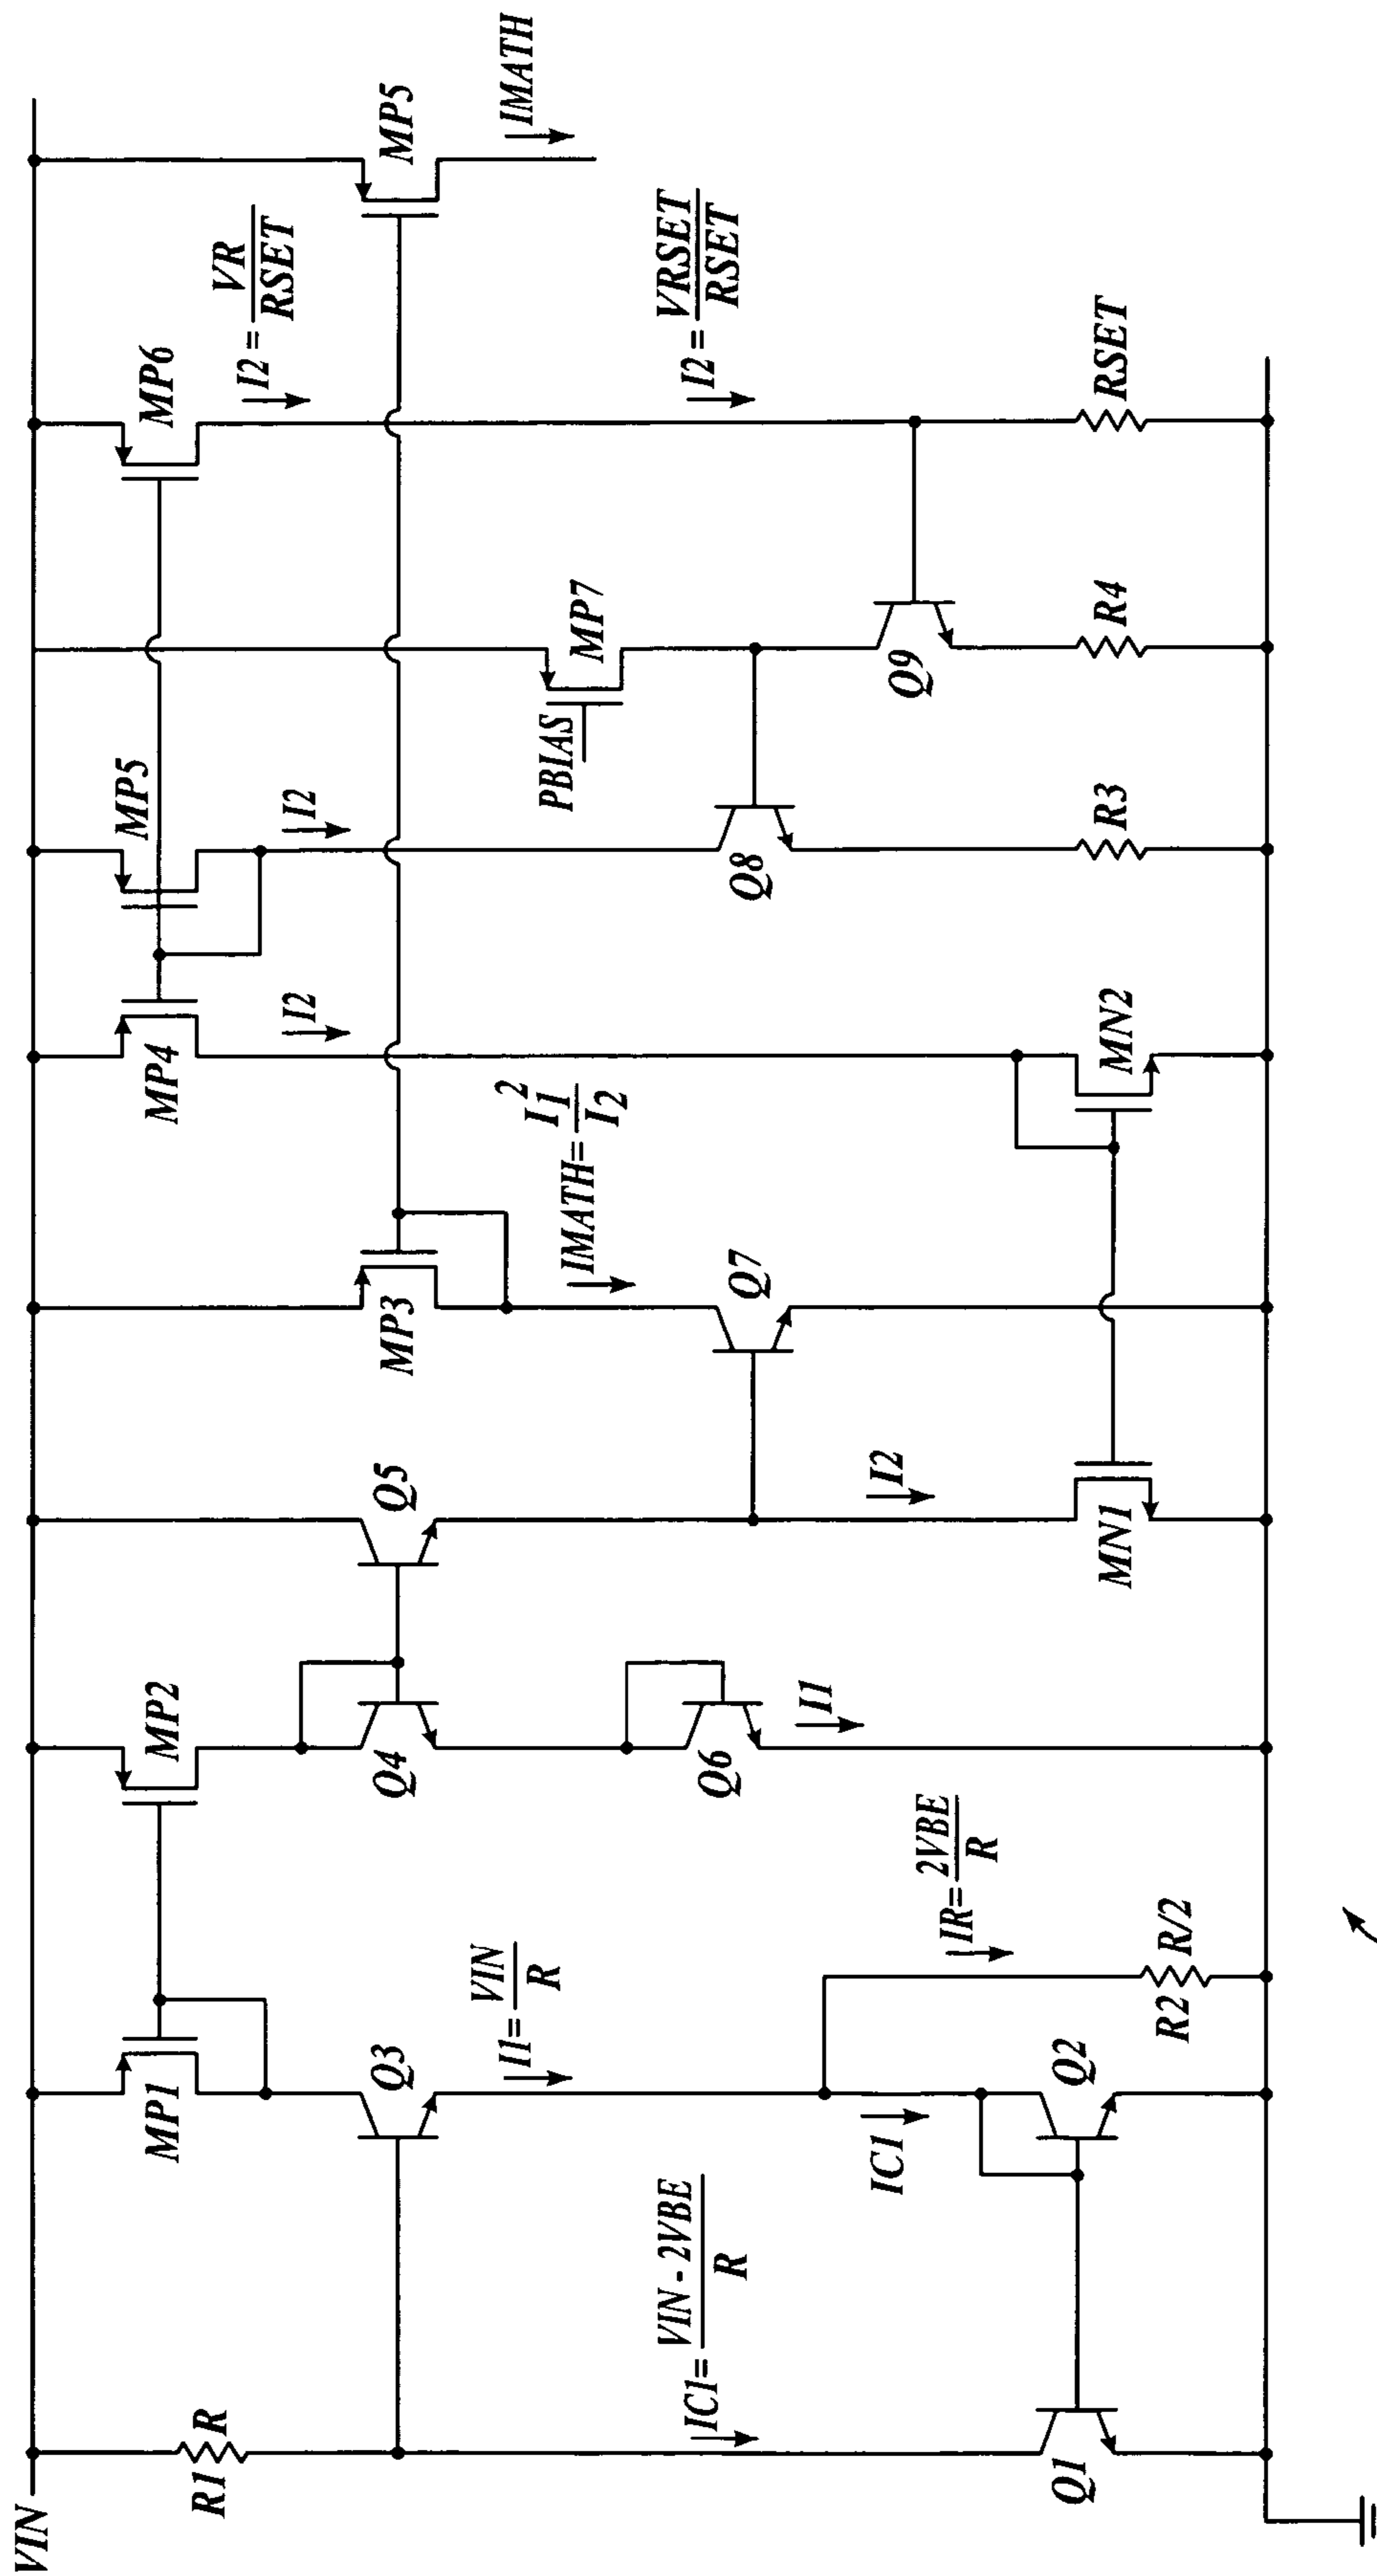 VIN
R1 R
MP1
MP2
Q3
I1= VIN
R
IC1= VIN - 2VBE
R
IC1
Q1
Q2
IR= 2VBE
R
R2 R/2
Q4
Q5
Q6
I1
I2
MN1
MP3
IMATH= I₁²
I₂
Q7
MP4
I2
MN2
MP5
I2
Q8
R3
PBIAS
MP7
Q9
R4
MP6
I2 = VR
RSET
I2 = VRSET
RSET
RSET
MP5
IMATH